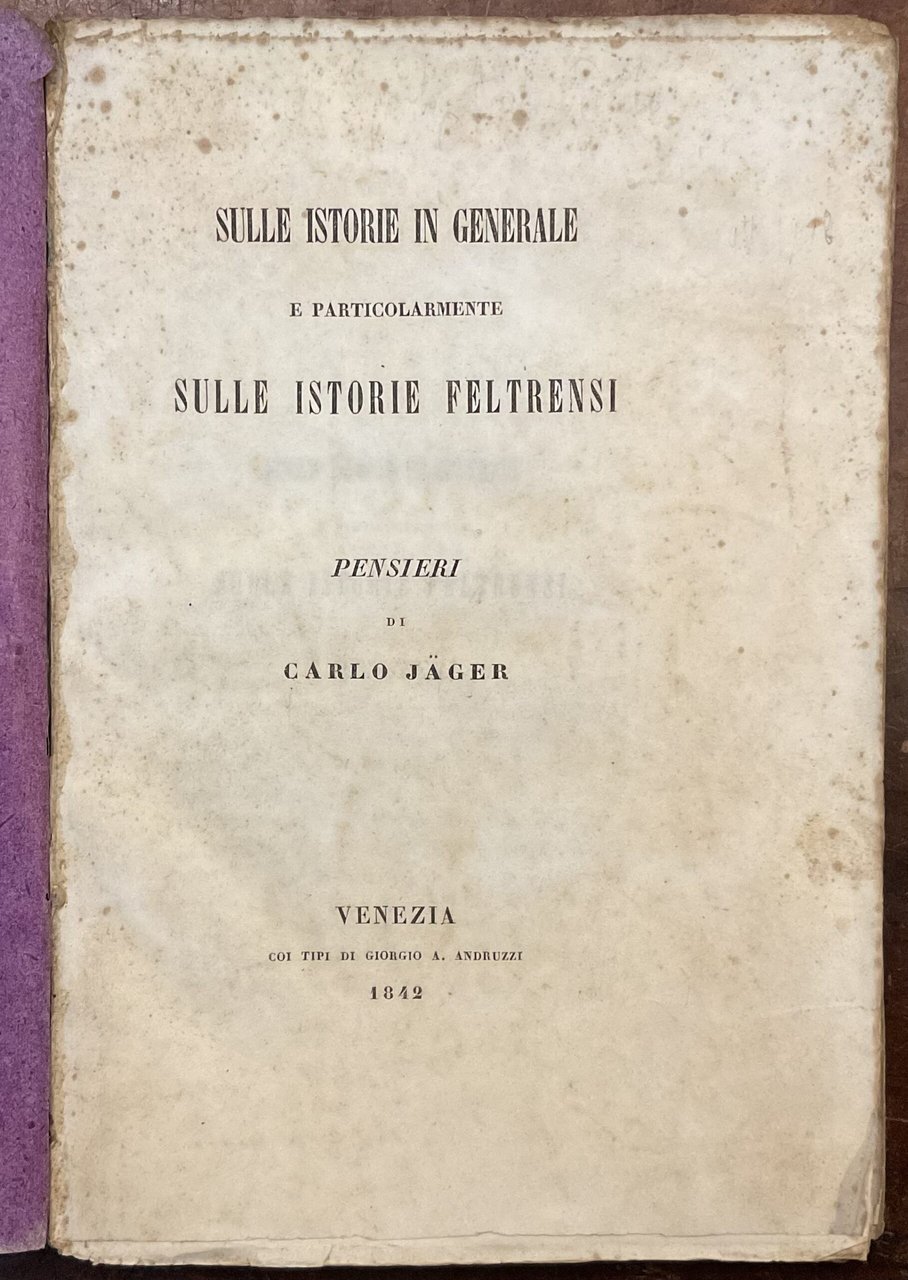 SULLE ISTORIE IN GENERALE
E PARTICOLARMENTE
SULLE ISTORIE FELTRENSI
PENSIERI
DI
CARLO JÄGER
VENEZIA
COI TIPI DI GIORGIO A. ANDRUZZI
1842